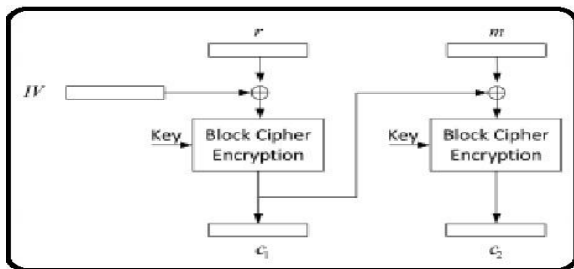 r m
IV
Key Block Cipher Encryption
Key Block Cipher Encryption
c₁ c₂